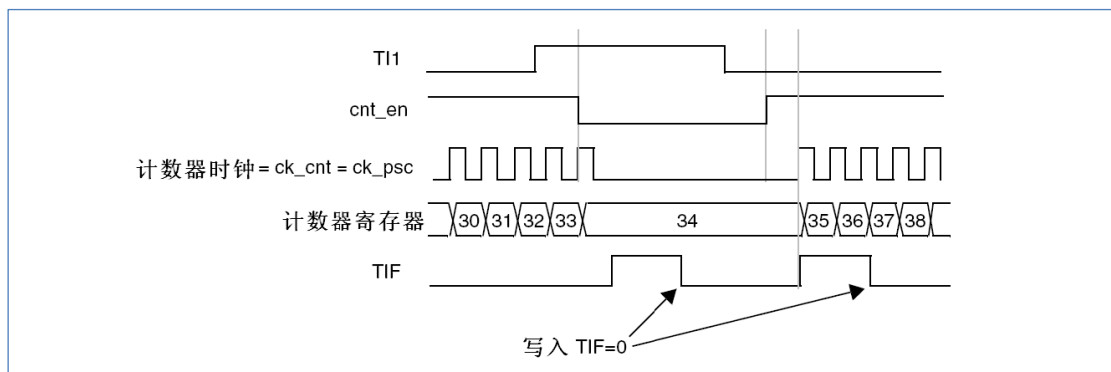 TI1
cnt_en
计数器时钟= ck_cnt = ck_psc
计数器寄存器 30 31 32 33 34 35 36 37 38
TIF
写入 TIF=0